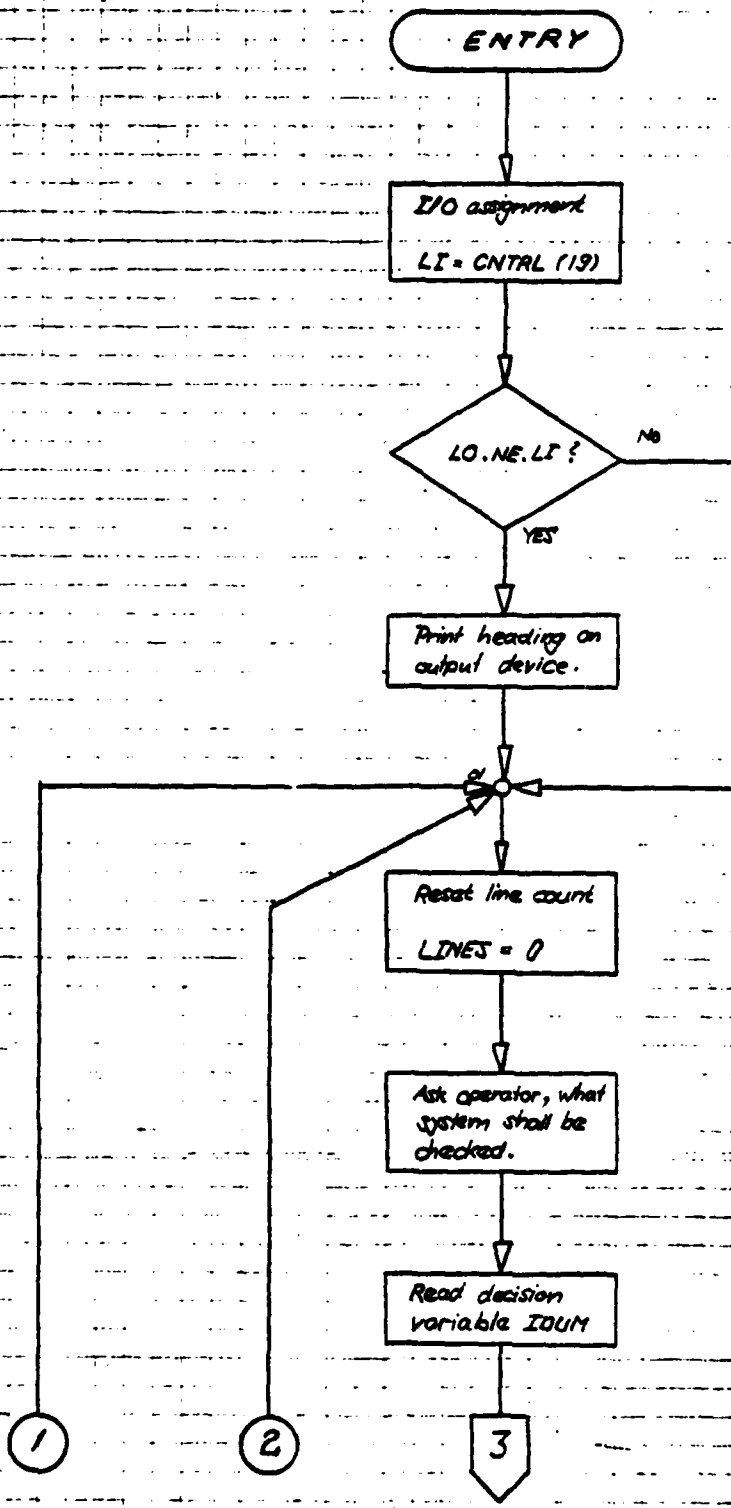 ENTRY
I/O assignment
LI = CNTRL (19)
LO.NE.LI ?
No
YES
Print heading on
output device.
α
Reset line count
LINES = 0
Ask operator, what
system shall be
checked.
Read decision
variable IDUM
1
2
3